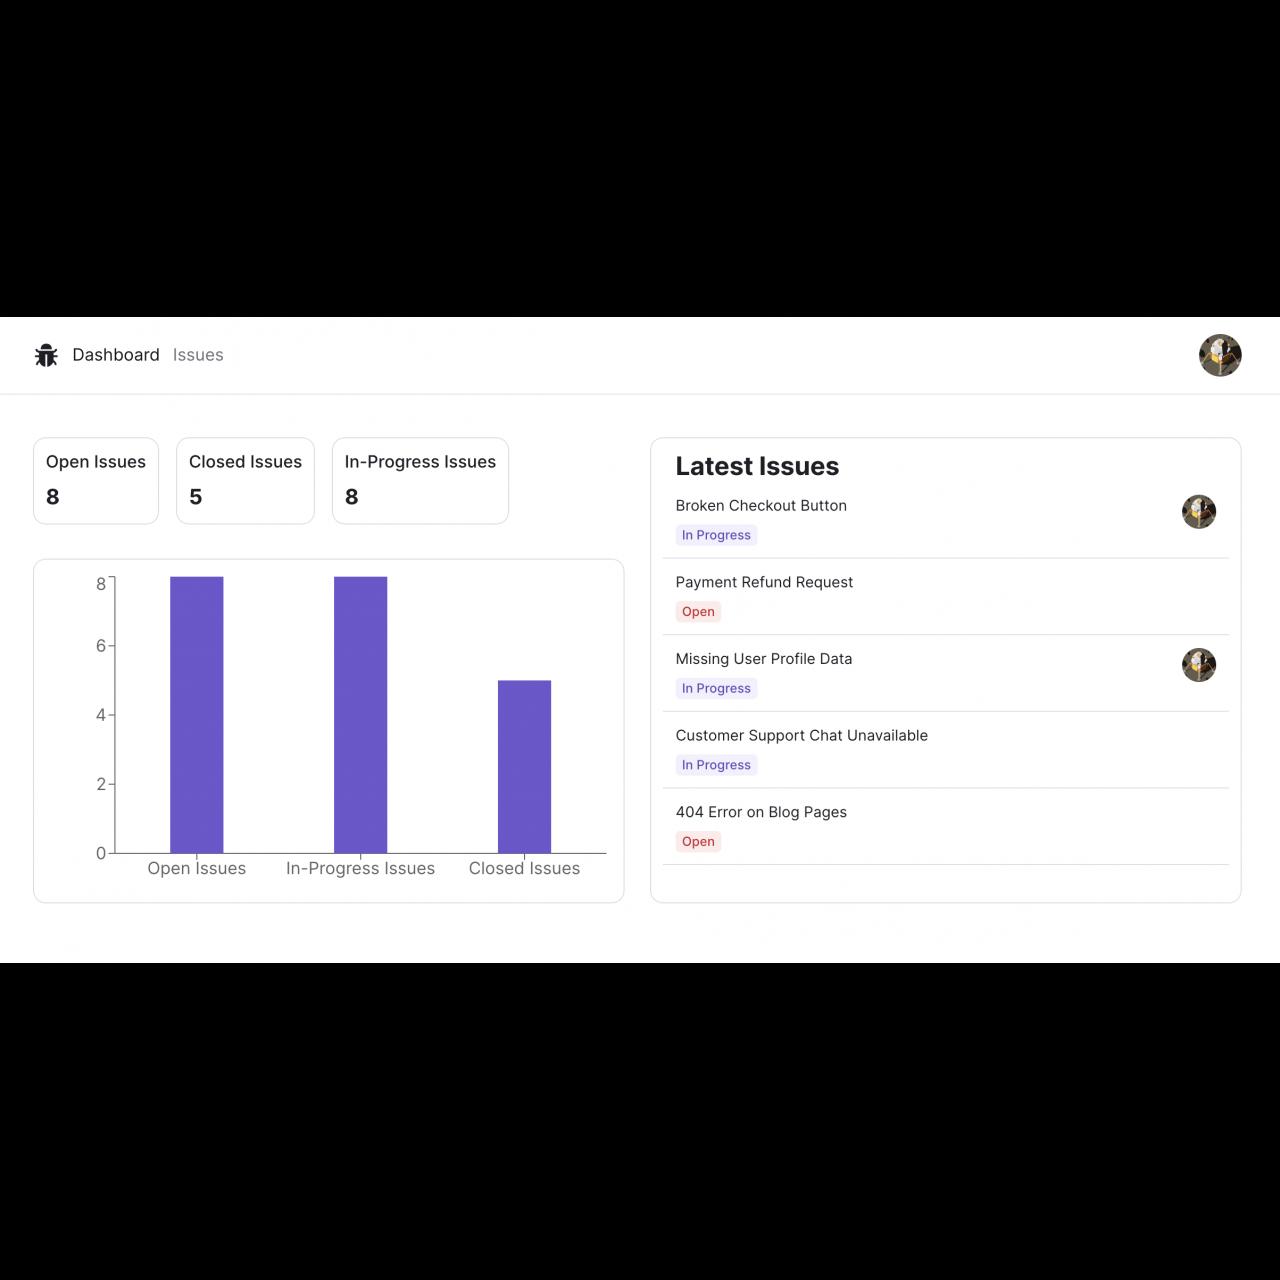 Dashboard Issues
Open Issues
8
Closed Issues
5
In-Progress Issues
8
8
6
4
2
0
Open Issues
In-Progress Issues
Closed Issues
Latest Issues
Broken Checkout Button
In Progress
Payment Refund Request
Open
Missing User Profile Data
In Progress
Customer Support Chat Unavailable
In Progress
404 Error on Blog Pages
Open